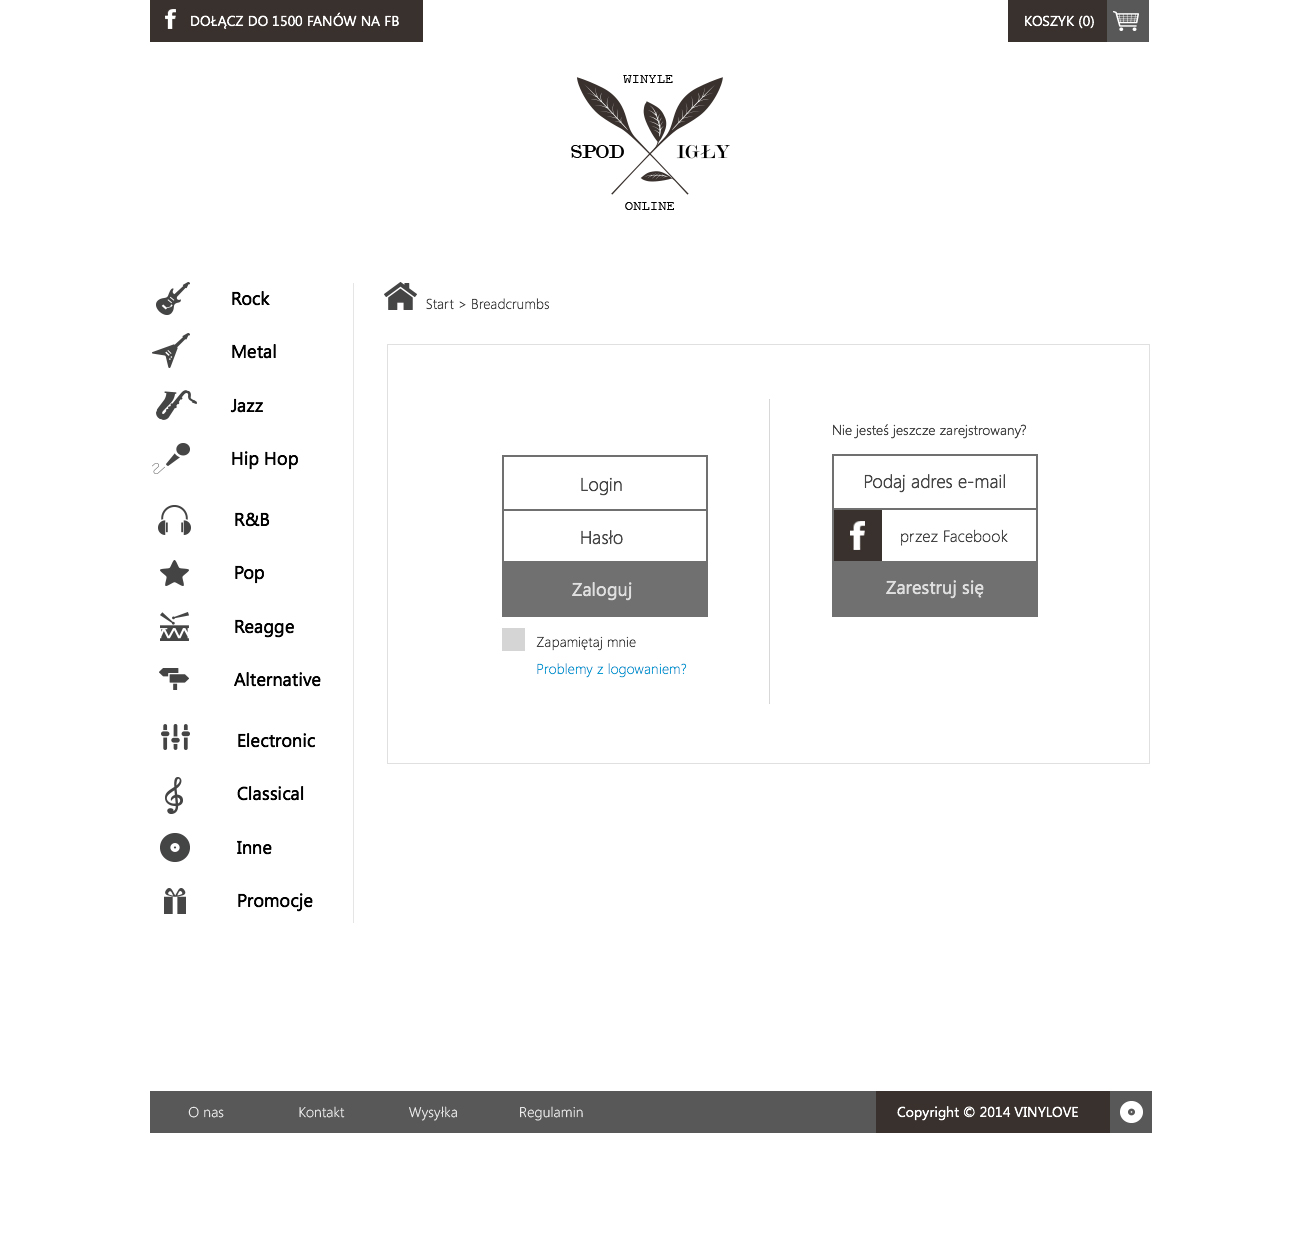 DOŁĄCZ DO 1500 FANÓW NA FB
KOSZYK (0)
WINYLE
SPOD IGŁY
ONLINE
Rock
Metal
Jazz
Hip Hop
R&B
Pop
Reagge
Alternative
Electronic
Classical
Inne
Promocje
Start > Breadcrumbs
Login
Hasło
Zaloguj
Zapamiętaj mnie
Problemy z logowaniem?
Nie jesteś jeszcze zarejstrowany?
Podaj adres e-mail
f przez Facebook
Zarestruj się
O nas Kontakt Wysyłka Regulamin
Copyright © 2014 VINYLOVE